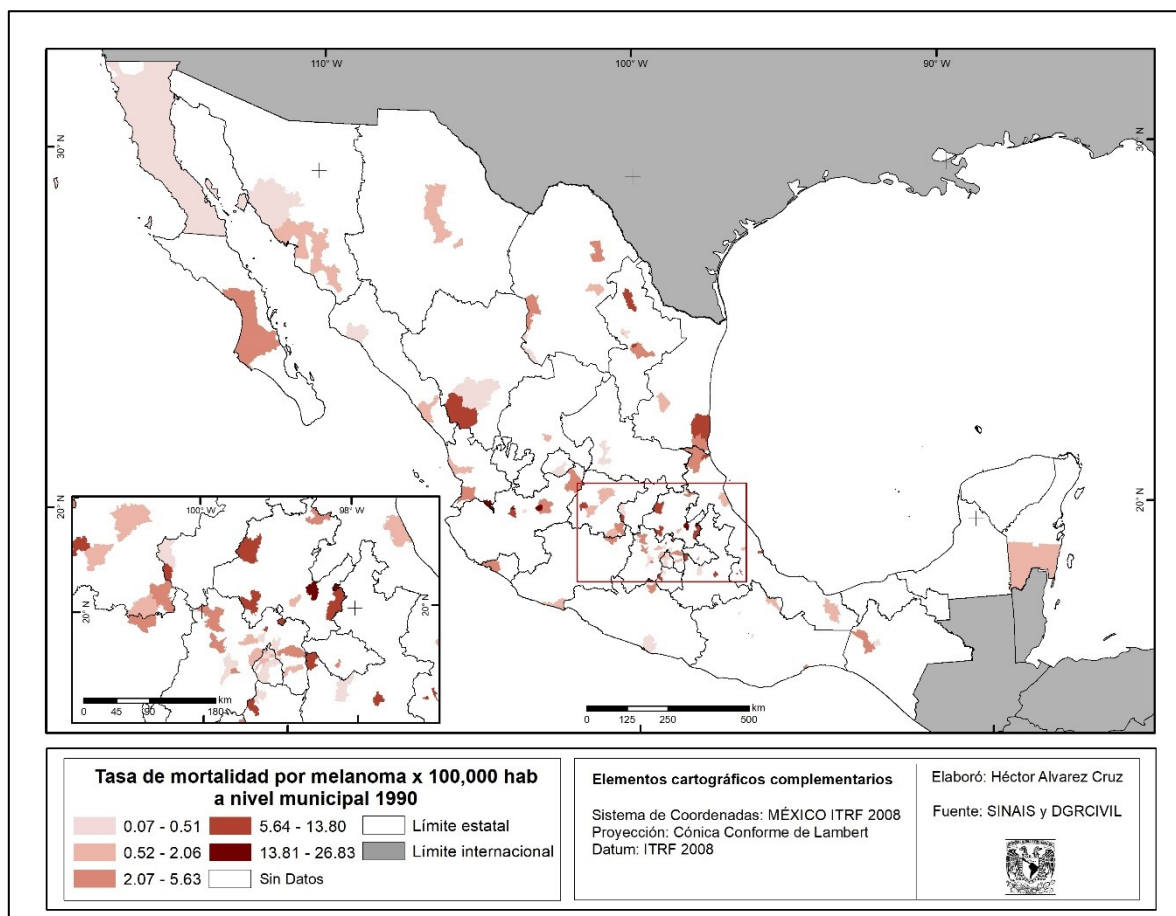 110° W
100° W
90° W
30° N
30° N
20° N
20° N
100° W
98° W
20° N
20° N
km
0 45 90 180
km
0 125 250 500
Tasa de mortalidad por melanoma x 100,000 hab
a nivel municipal 1990
0.07 - 0.51
5.64 - 13.80
Límite estatal
0.52 - 2.06
13.81 - 26.83
Límite internacional
2.07 - 5.63
Sin Datos
Elementos cartográficos complementarios
Sistema de Coordenadas: MÉXICO ITRF 2008
Proyección: Cónica Conforme de Lambert
Datum: ITRF 2008
Elaboró: Héctor Alvarez Cruz
Fuente: SINAIS y DGRCIVIL